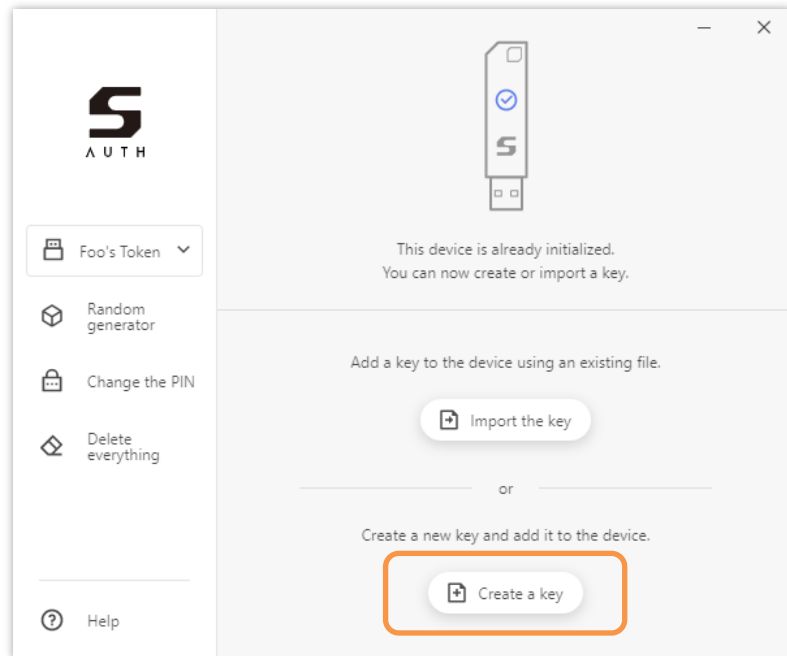 S
AUTH
Foo's Token
Random
generator
Change the PIN
Delete
everything
Help
S
This device is already initialized.
You can now create or import a key.
Add a key to the device using an existing file.
Import the key
or
Create a new key and add it to the device.
Create a key